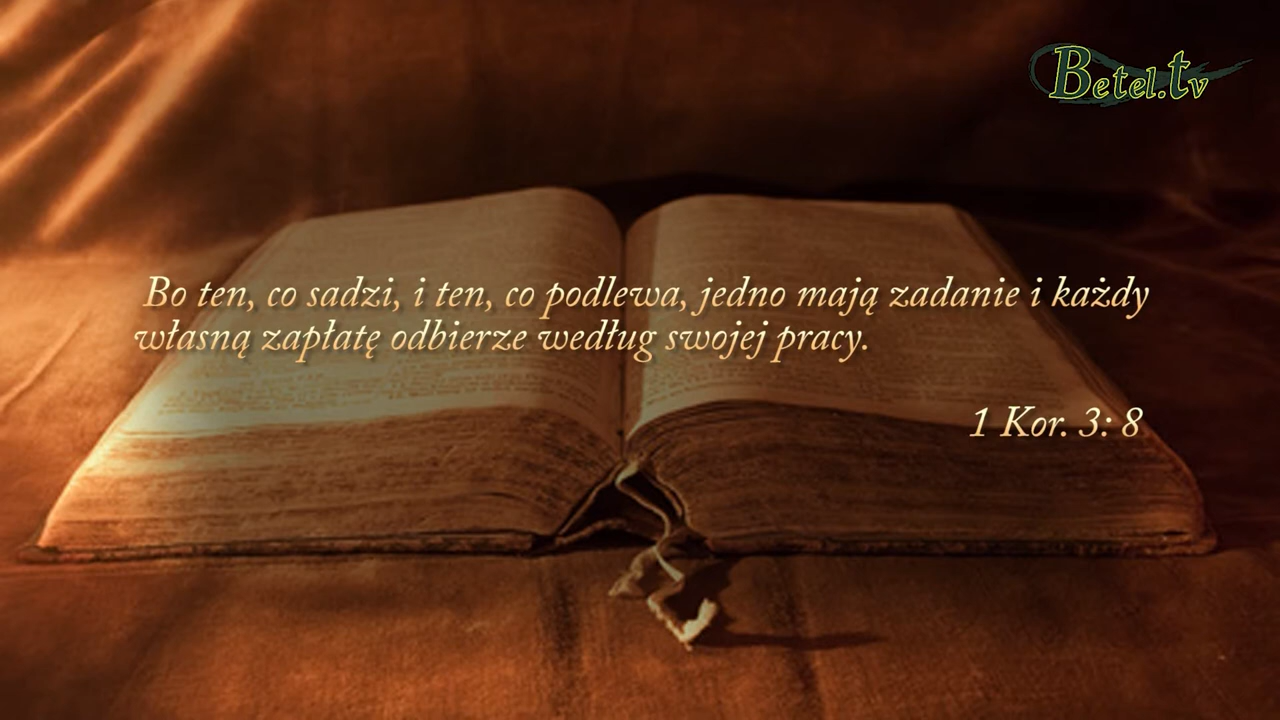 Betel.tv
Bo ten, co sadzi, i ten, co podlewa, jedno mają zadanie i każdy
własną zapłatę odbierze według swojej pracy.
1 Kor. 3: 8